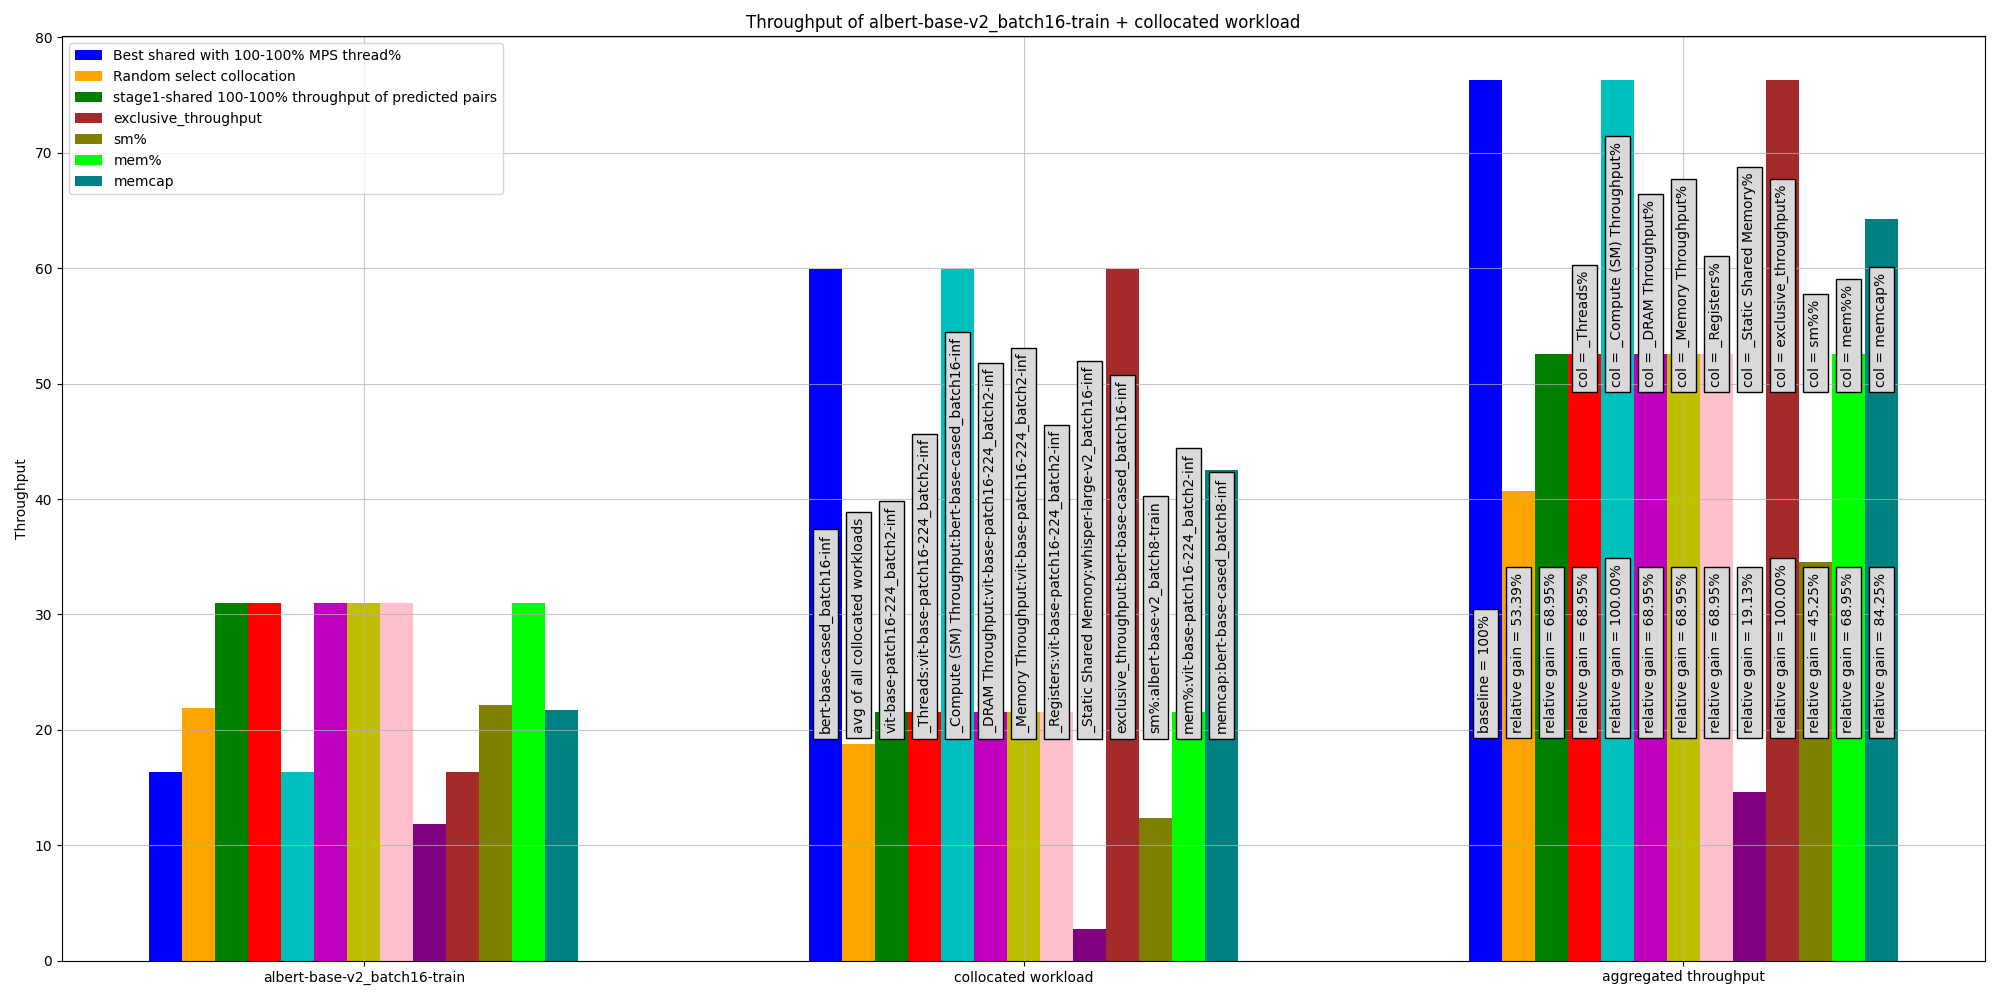 Throughput of albert-base-v2_batch16-train + collocated workload
Best shared with 100-100% MPS thread%
Random select collocation
stage1-shared 100-100% throughput of predicted pairs
exclusive_throughput
sm%
mem%
memcap
Throughput
80
70
60
50
40
30
20
10
0
bert-base-cased_batch16-inf
avg of all collocated workloads
vit-base-patch16-224_batch2-inf
_Threads:vit-base-patch16-224_batch2-inf
_Compute (SM) Throughput:bert-base-cased_batch16-inf
_DRAM Throughput:vit-base-patch16-224_batch2-inf
_Memory Throughput:vit-base-patch16-224_batch2-inf
_Registers:vit-base-patch16-224_batch2-inf
_Static Shared Memory:whisper-large-v2_batch16-inf
exclusive_throughput:bert-base-cased_batch16-inf
sm%:albert-base-v2_batch8-train
mem%:vit-base-patch16-224_batch2-inf
memcap:bert-base-cased_batch8-inf
col = _Threads%
col = _Compute (SM) Throughput%
col = _DRAM Throughput%
col = _Memory Throughput%
col = _Registers%
col = _Static Shared Memory%
col = exclusive_throughput%
col = sm%%
col = mem%%
col = memcap%
baseline = 100%
relative gain = 53.39%
relative gain = 68.95%
relative gain = 68.95%
relative gain = 100.00%
relative gain = 68.95%
relative gain = 68.95%
relative gain = 68.95%
relative gain = 19.13%
relative gain = 100.00%
relative gain = 45.25%
relative gain = 68.95%
relative gain = 84.25%
albert-base-v2_batch16-train
collocated workload
aggregated throughput